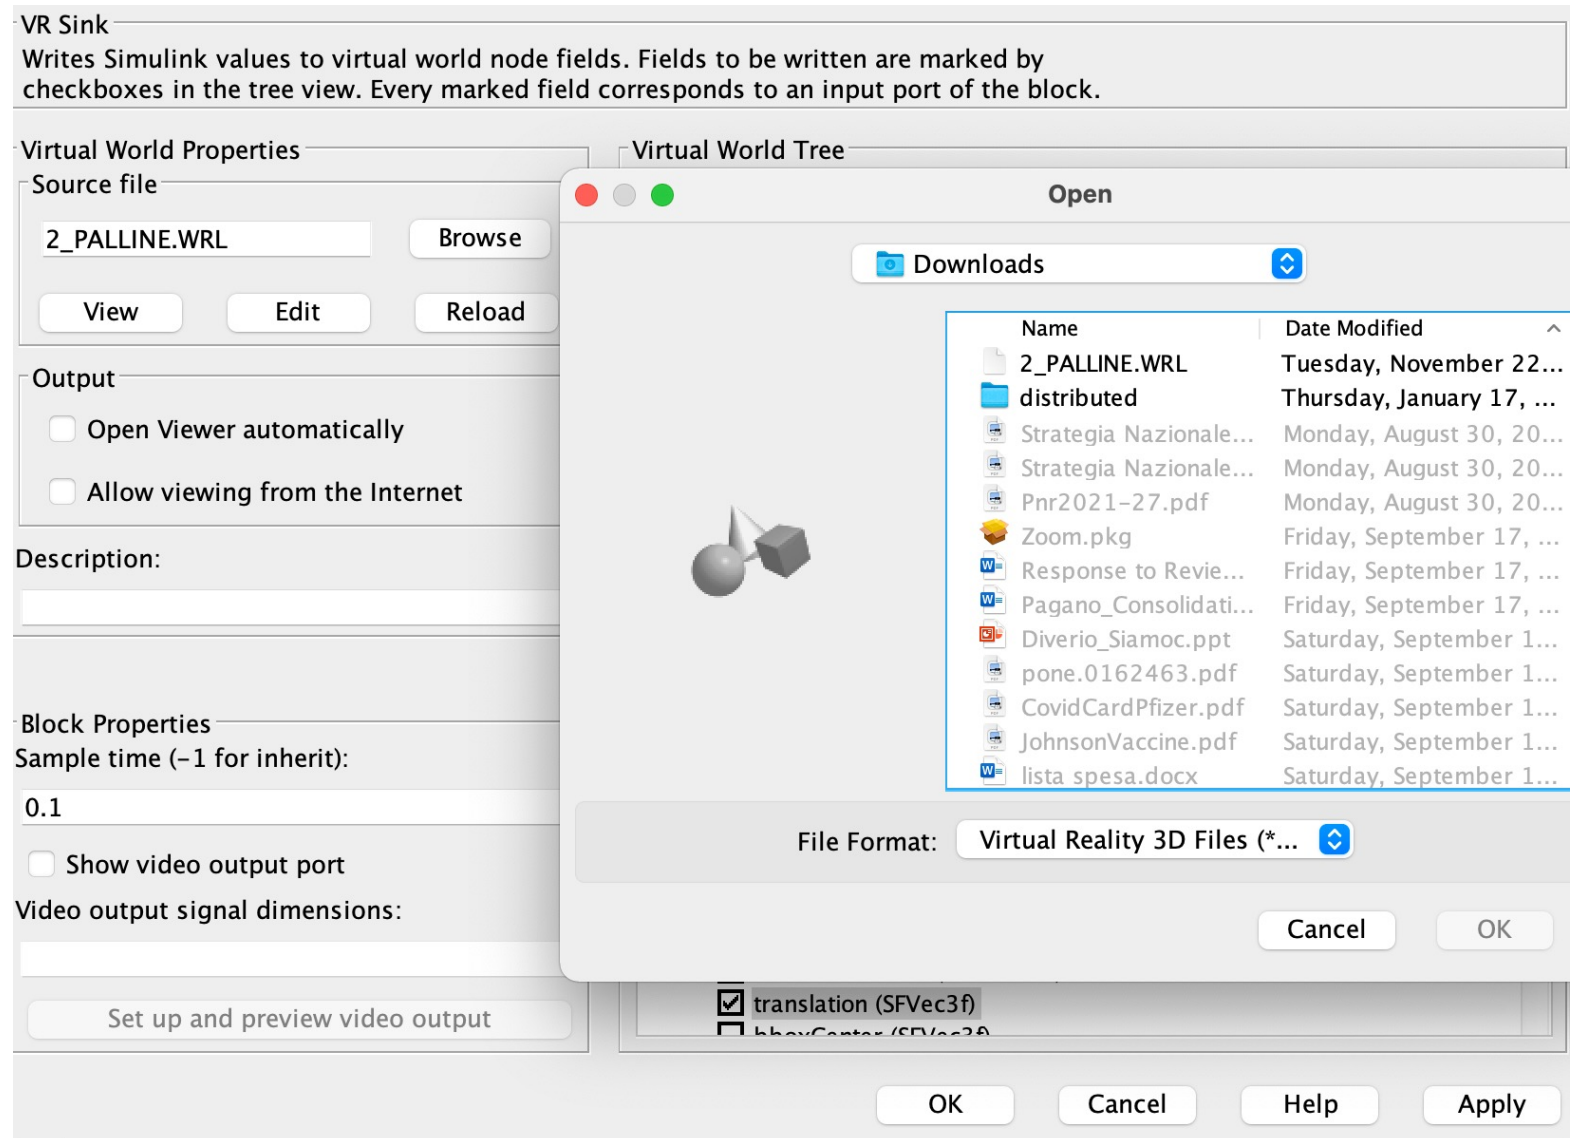 VR Sink
Writes Simulink values to virtual world node fields. Fields to be written are marked by
checkboxes in the tree view. Every marked field corresponds to an input port of the block.
Virtual World Properties
Source file
2_PALLINE.WRL
Browse
View
Edit
Reload
Output
Open Viewer automatically
Allow viewing from the Internet
Description:
Block Properties
Sample time (-1 for inherit):
0.1
Show video output port
Video output signal dimensions:
Set up and preview video output
Virtual World Tree
Open
Downloads
Name Date Modified
2_PALLINE.WRL Tuesday, November 22...
distributed Thursday, January 17, ...
Strategia Nazionale... Monday, August 30, 20...
Strategia Nazionale... Monday, August 30, 20...
Pnr2021-27.pdf Monday, August 30, 20...
Zoom.pkg Friday, September 17, ...
Response to Revie... Friday, September 17, ...
Pagano_Consolidati... Friday, September 17, ...
Diverio_Siamoc.ppt Saturday, September 1...
pone.0162463.pdf Saturday, September 1...
CovidCardPfizer.pdf Saturday, September 1...
JohnsonVaccine.pdf Saturday, September 1...
lista spesa.docx Saturday, September 1...
File Format: Virtual Reality 3D Files (*...
Cancel
OK
translation (SFVec3f)
bboxCenter (SFVec3f)
OK
Cancel
Help
Apply